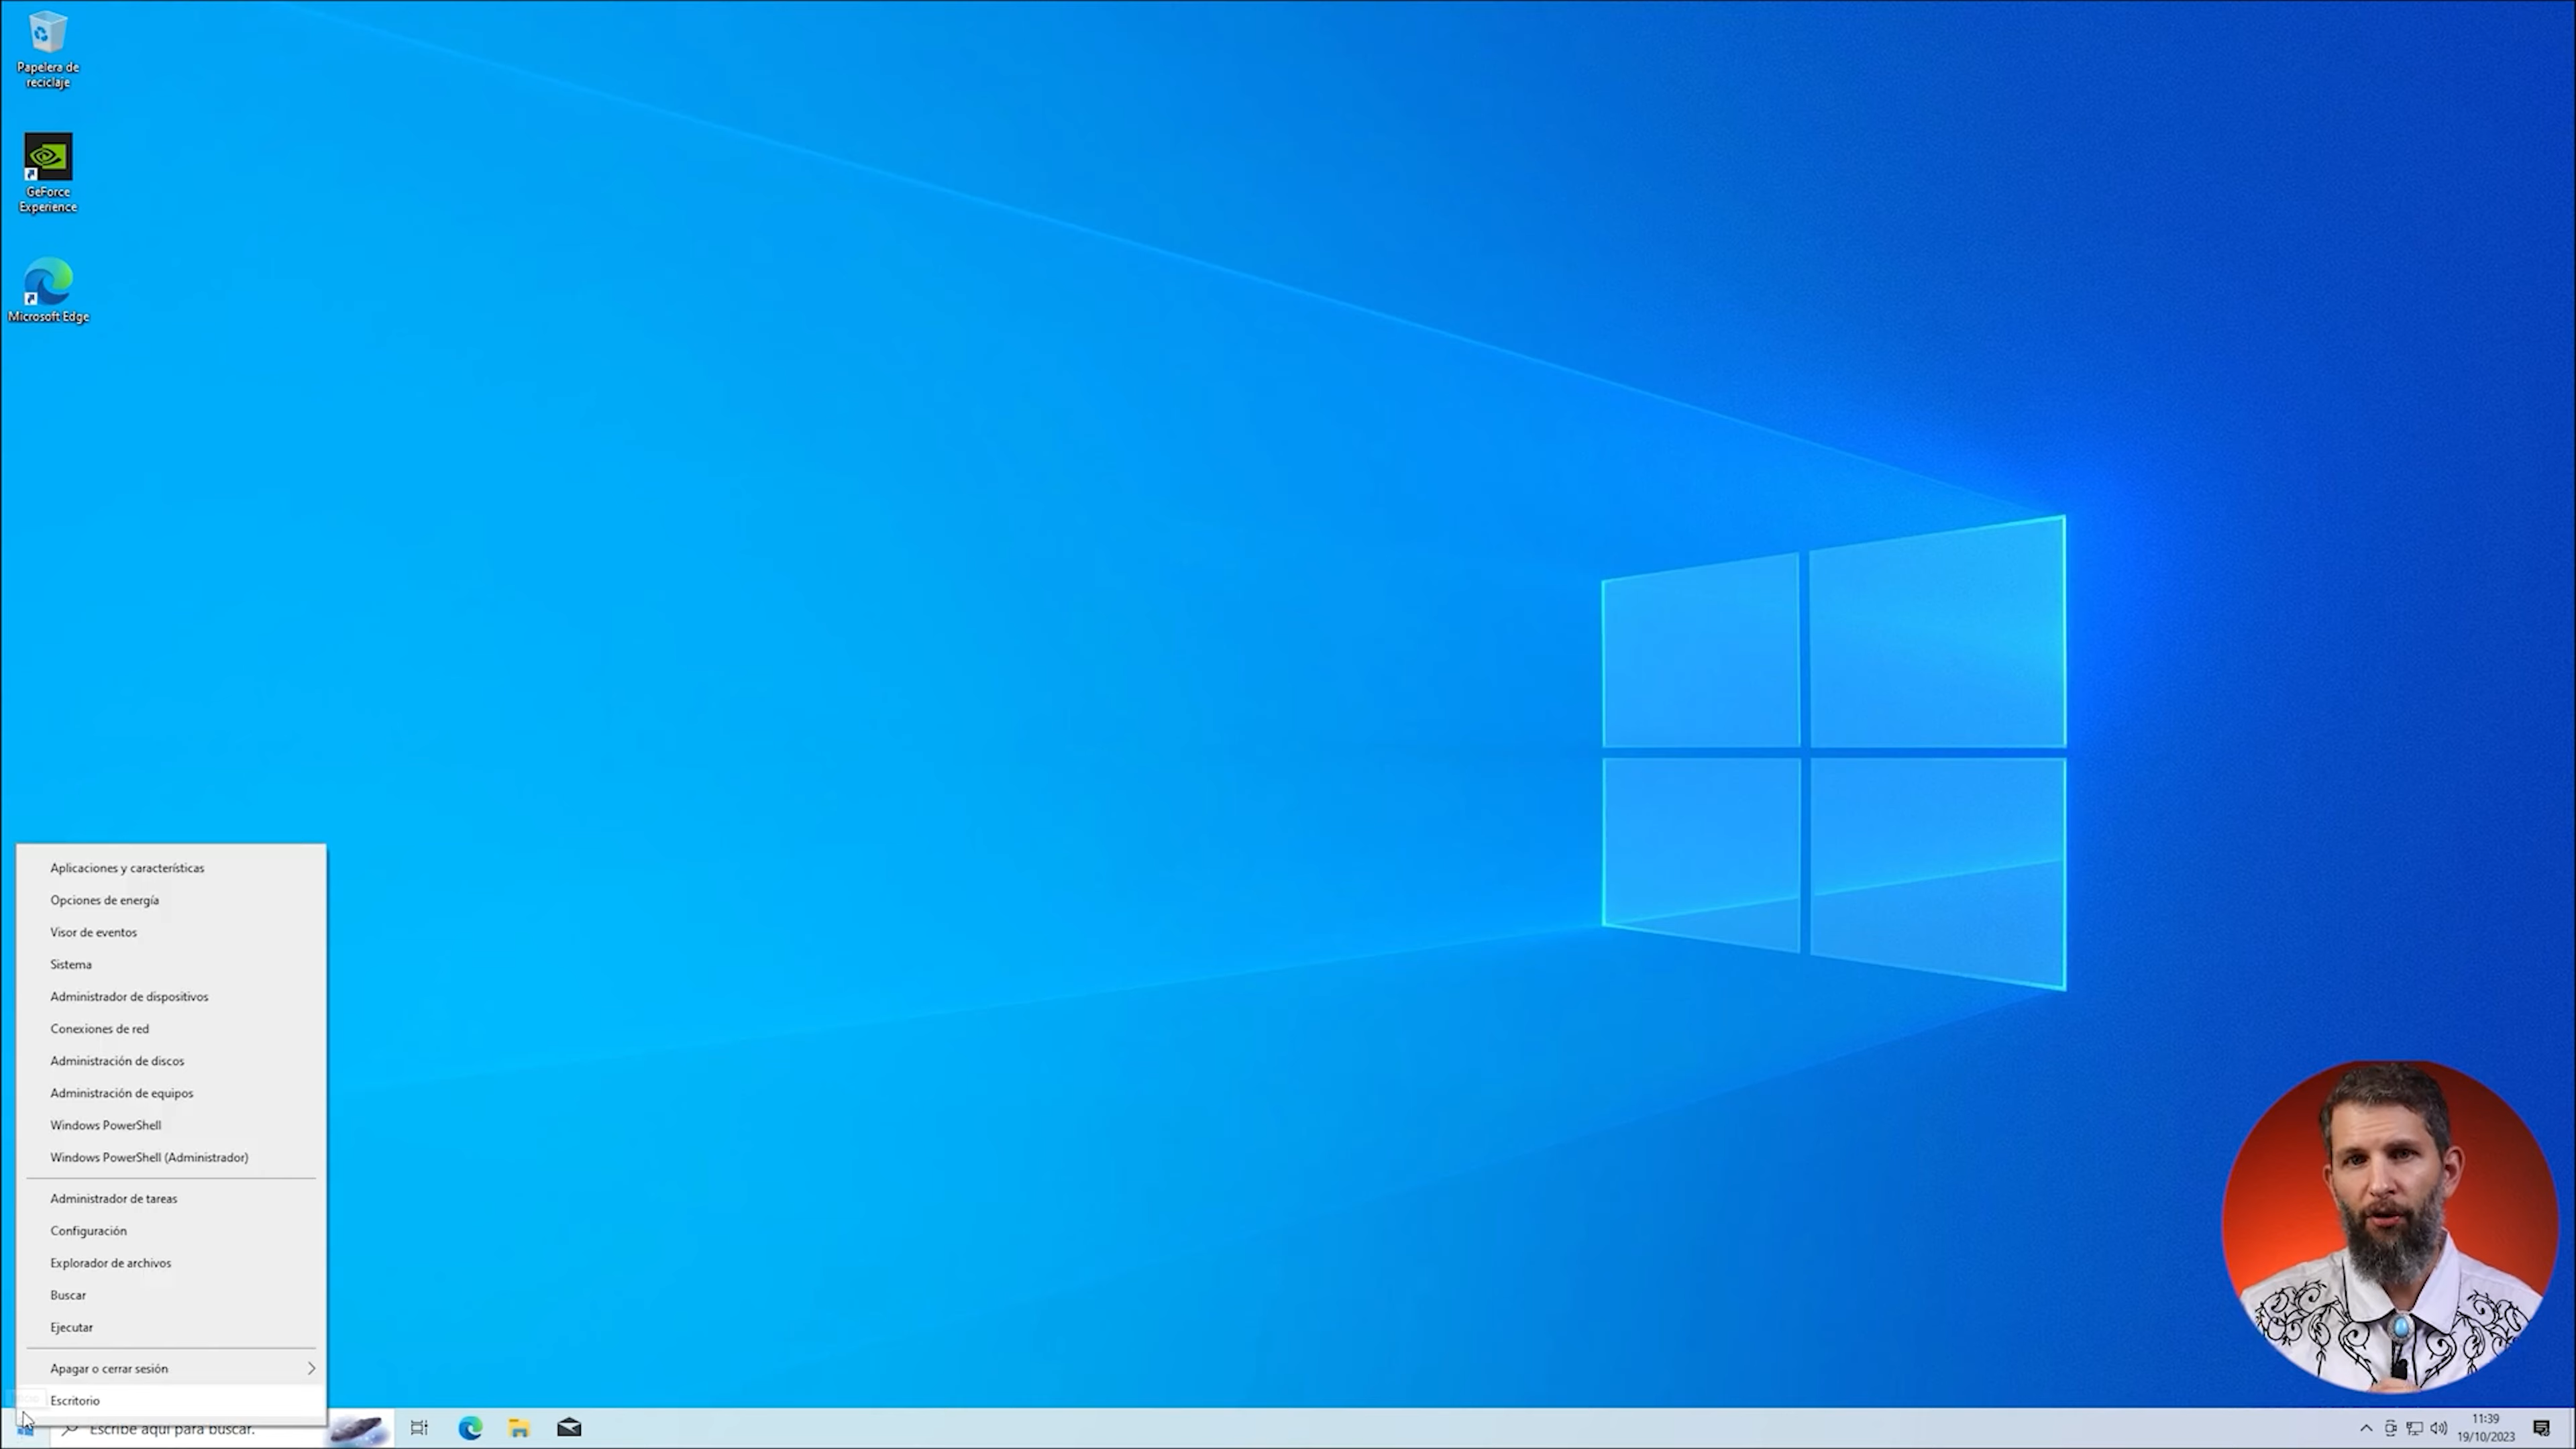 Papelera de
reciclaje
GeForce
Experience
Microsoft Edge
Aplicaciones y características
Opciones de energía
Visor de eventos
Sistema
Administrador de dispositivos
Conexiones de red
Administración de discos
Administración de equipos
Windows PowerShell
Windows PowerShell (Administrador)
Administrador de tareas
Configuración
Explorador de archivos
Buscar
Ejecutar
Apagar o cerrar sesión
Escritorio
Escribe aquí para buscar.
11:39
19/10/2023